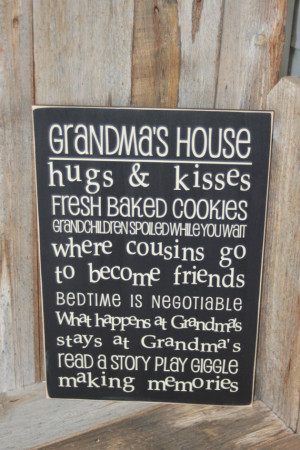 GRANDMA'S HOUSE
hugs & kisses
FRESH BAKED COOKIES
GRANDCHILDREN SPOILED WHILE YOU WAIT
where cousins go
to become friends
BEDTIME IS NEGOTIABLE
What happens at Grandma's
stays at Grandma's
READ A STORY PLAY GIGGLE
making memories